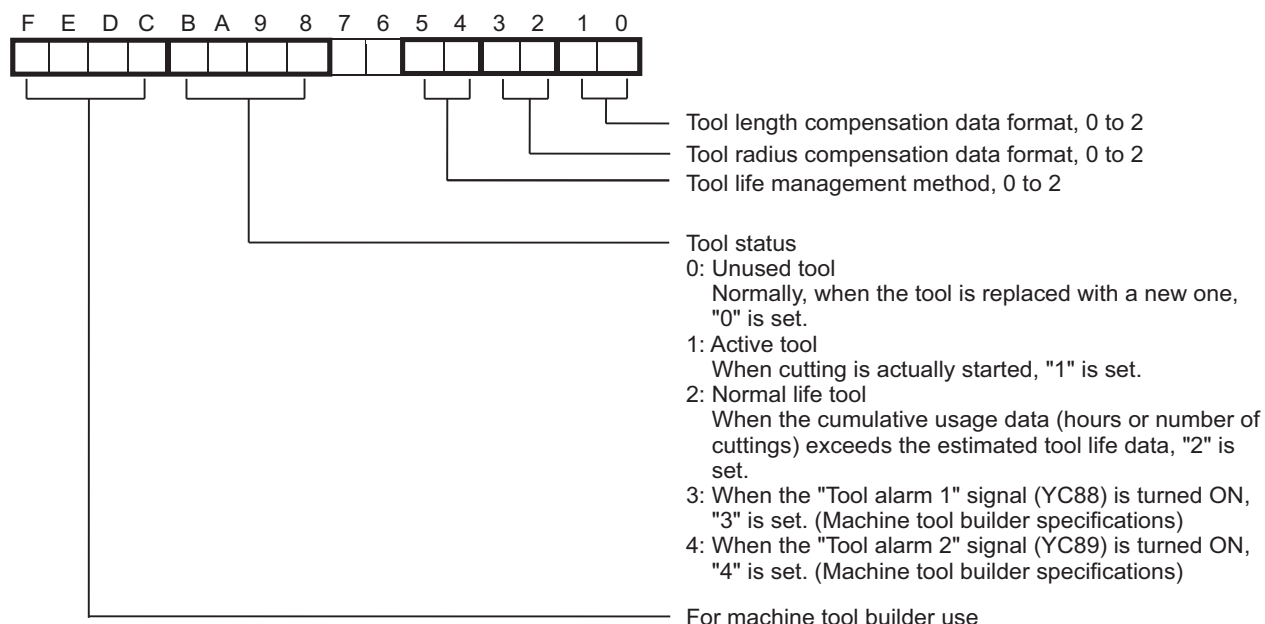 F E D C B A 9 8 7 6 5 4 3 2 1 0
Tool length compensation data format, 0 to 2
Tool radius compensation data format, 0 to 2
Tool life management method, 0 to 2
Tool status
0: Unused tool
Normally, when the tool is replaced with a new one,
"0" is set.
1: Active tool
When cutting is actually started, "1" is set.
2: Normal life tool
When the cumulative usage data (hours or number of
cuttings) exceeds the estimated tool life data, "2" is
set.
3: When the "Tool alarm 1" signal (YC88) is turned ON,
"3" is set. (Machine tool builder specifications)
4: When the "Tool alarm 2" signal (YC89) is turned ON,
"4" is set. (Machine tool builder specifications)
For machine tool builder use